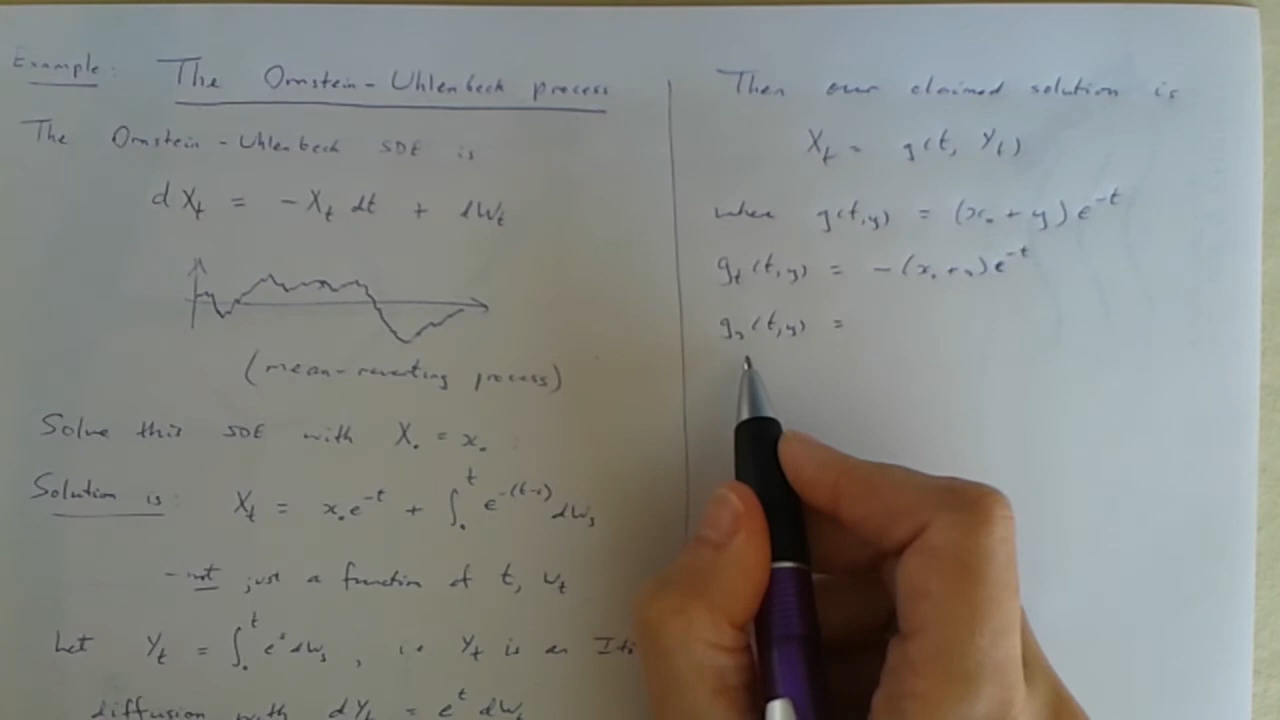 Example: The Ornstein-Uhlenbeck process
The Ornstein-Uhlenbeck SDE is
dX_t = -X_t dt + dW_t
(mean-reverting process)
Solve this SDE with X_0 = x_0:
Solution is: X_t = x_0 e^{-t} + ∫_0^t e^{-(t-s)} dW_s
- not just a function of t, W_t
Let Y_t = ∫_0^t e^s dW_s, i.e. Y_t is an Itô
diffusion with dY_t = e^t dW_t
Then our claimed solution is
X_t = g(t, Y_t)
where g(t,y) = (x_0 + y) e^{-t}
g_t(t,y) = -(x_0 + y) e^{-t}
g_y(t,y) =